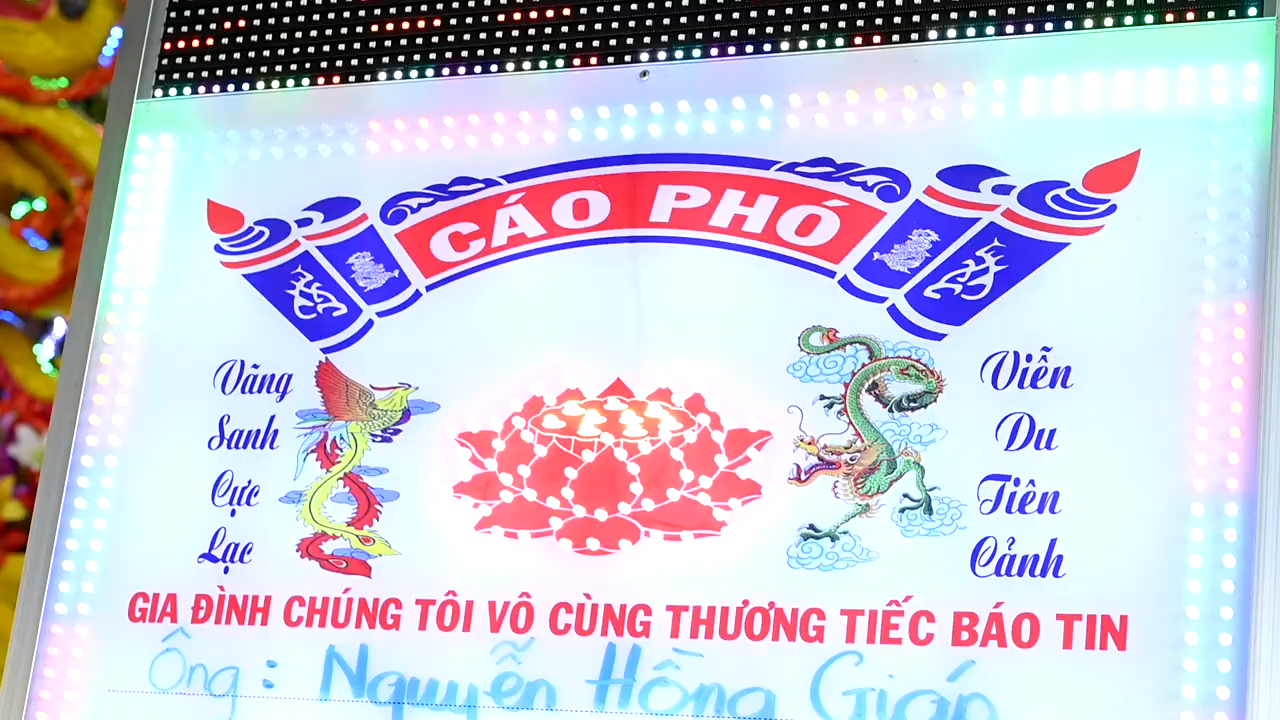 CÁO PHÓ
Vãng
Sanh
Cực
Lạc
Viễn
Du
Tiên
Cảnh
GIA ĐÌNH CHÚNG TÔI VÔ CÙNG THƯƠNG TIẾC BÁO TIN
Ông : Nguyễn Hồng Giáp